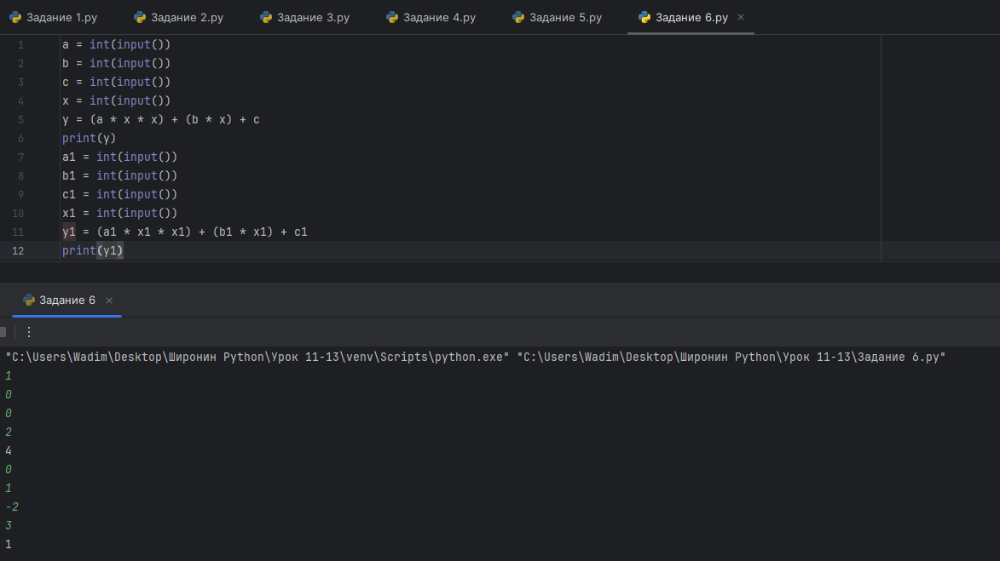 Задание 1.py Задание 2.py Задание 3.py Задание 4.py Задание 5.py Задание 6.py ×
1 a = int(input())
2 b = int(input())
3 c = int(input())
4 x = int(input())
5 y = (a * x * x) + (b * x) + c
6 print(y)
7 a1 = int(input())
8 b1 = int(input())
9 c1 = int(input())
10 x1 = int(input())
11 y1 = (a1 * x1 * x1) + (b1 * x1) + c1
12 print(y1)
Задание 6 ×
"C:\Users\Wadim\Desktop\Широнин Python\Урок 11-13\venv\Scripts\python.exe" "C:\Users\Wadim\Desktop\Широнин Python\Урок 11-13\Задание 6.py"
1
0
0
2
4
0
1
-2
3
1